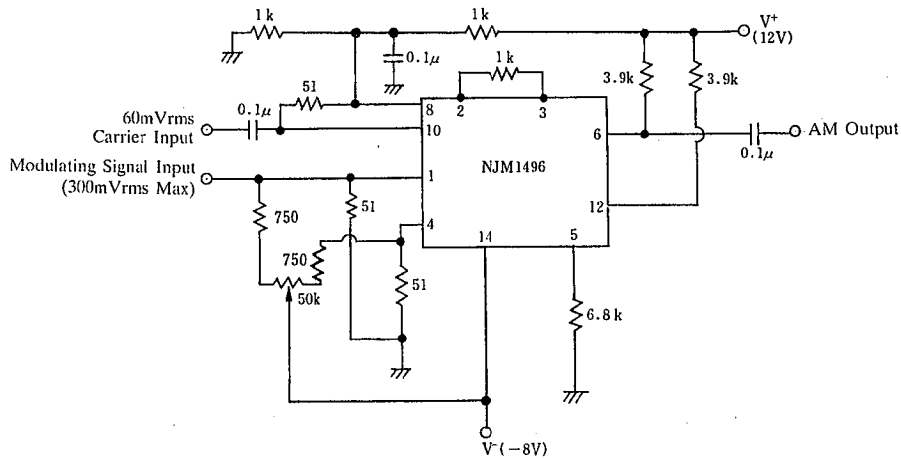 1k
1k
V⁺
(12V)
0.1μ
1k
3.9k
3.9k
51
60mVrms
Carrier Input
0.1μ
8
2
3
10
6
AM Output
0.1μ
Modulating Signal Input
(300mVrms Max)
1
NJM1496
750
51
4
12
14
5
750
50k
51
6.8k
V⁻(−8V)